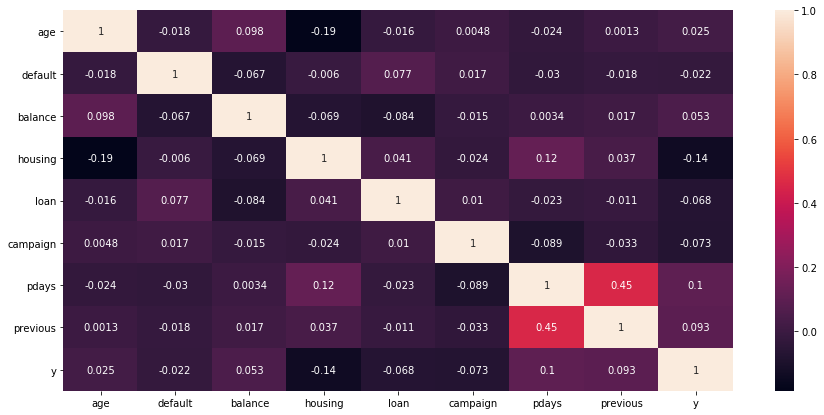 age 1 -0.018 0.098 -0.19 -0.016 0.0048 -0.024 0.0013 0.025
default -0.018 1 -0.067 -0.006 0.077 0.017 -0.03 -0.018 -0.022
balance 0.098 -0.067 1 -0.069 -0.084 -0.015 0.0034 0.017 0.053
housing -0.19 -0.006 -0.069 1 0.041 -0.024 0.12 0.037 -0.14
loan -0.016 0.077 -0.084 0.041 1 0.01 -0.023 -0.011 -0.068
campaign 0.0048 0.017 -0.015 -0.024 0.01 1 -0.089 -0.033 -0.073
pdays -0.024 -0.03 0.0034 0.12 -0.023 -0.089 1 0.45 0.1
previous 0.0013 -0.018 0.017 0.037 -0.011 -0.033 0.45 1 0.093
y 0.025 -0.022 0.053 -0.14 -0.068 -0.073 0.1 0.093 1
age default balance housing loan campaign pdays previous y
1.0
0.8
0.6
0.4
0.2
0.0